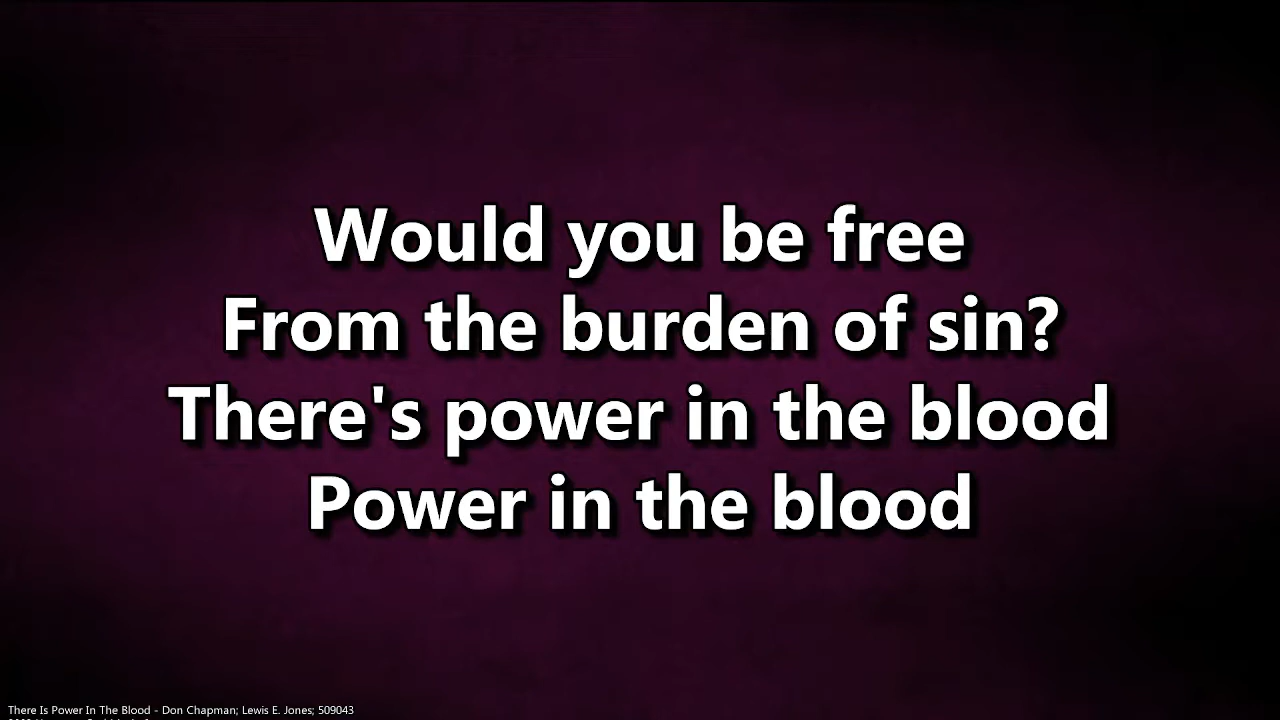 Would you be free
From the burden of sin?
There's power in the blood
Power in the blood
There Is Power In The Blood - Don Chapman; Lewis E. Jones; 509043